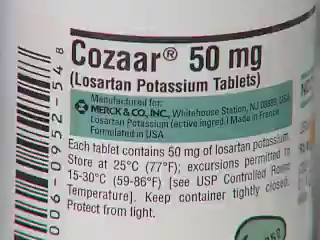 Cozaar® 50 mg
(Losartan Potassium Tablets)
Manufactured for:
MERCK & CO., INC., Whitehouse Station, NJ 08889, USA
Losartan Potassium (active ingred.) Made in France
Formulated in USA
Each tablet contains 50 mg of losartan potassium.
Store at 25°C (77°F); excursions permitted to
15-30°C (59-86°F) [see USP Controlled Room
Temperature]. Keep container tightly closed.
Protect from light.
006-0952-54 8